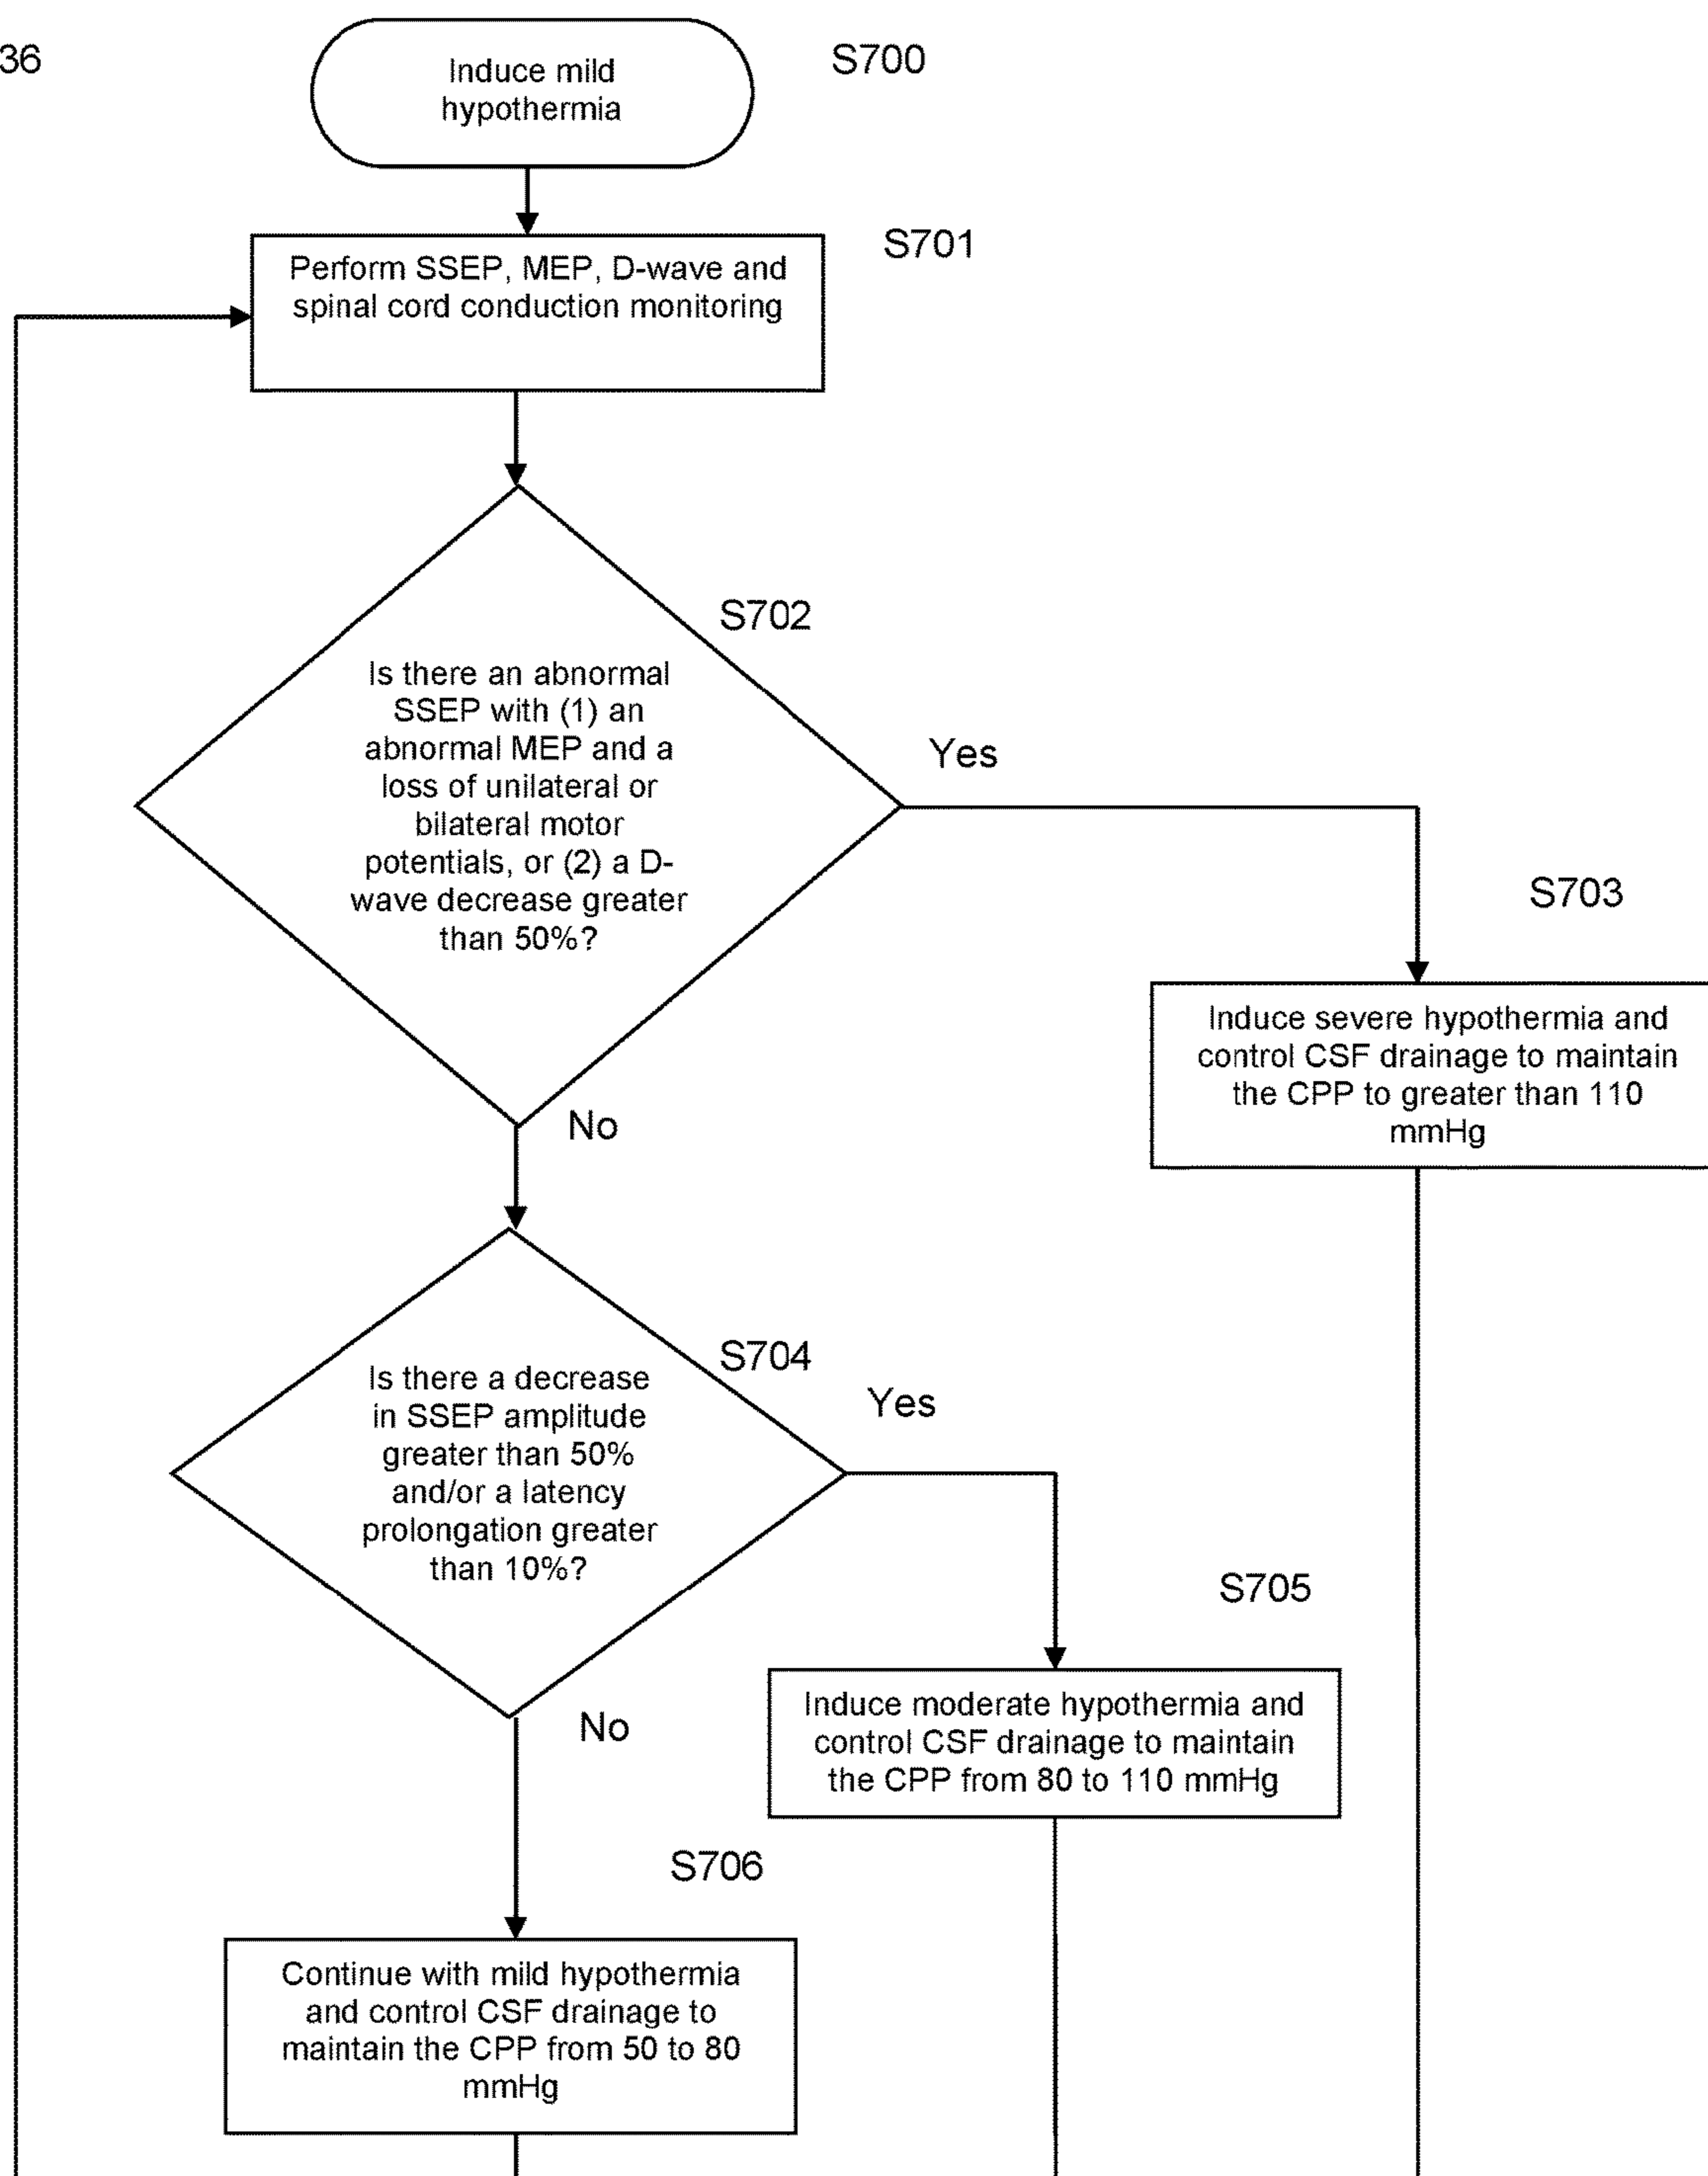 36
Induce mild
hypothermia
S700
S701
Perform SSEP, MEP, D-wave and
spinal cord conduction monitoring
S702
Is there an abnormal
SSEP with (1) an
abnormal MEP and a
loss of unilateral or
bilateral motor
potentials, or (2) a D-
wave decrease greater
than 50%?
Yes
S703
Induce severe hypothermia and
control CSF drainage to maintain
the CPP to greater than 110
mmHg
No
S704
Is there a decrease
in SSEP amplitude
greater than 50%
and/or a latency
prolongation greater
than 10%?
Yes
S705
Induce moderate hypothermia and
control CSF drainage to maintain
the CPP from 80 to 110 mmHg
No
S706
Continue with mild hypothermia
and control CSF drainage to
maintain the CPP from 50 to 80
mmHg